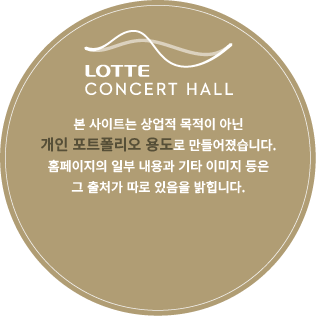 LOTTE
CONCERT HALL
본 사이트는 상업적 목적이 아닌
개인 포트폴리오 용도로 만들어졌습니다.
홈페이지의 일부 내용과 기타 이미지 등은
그 출처가 따로 있음을 밝힙니다.